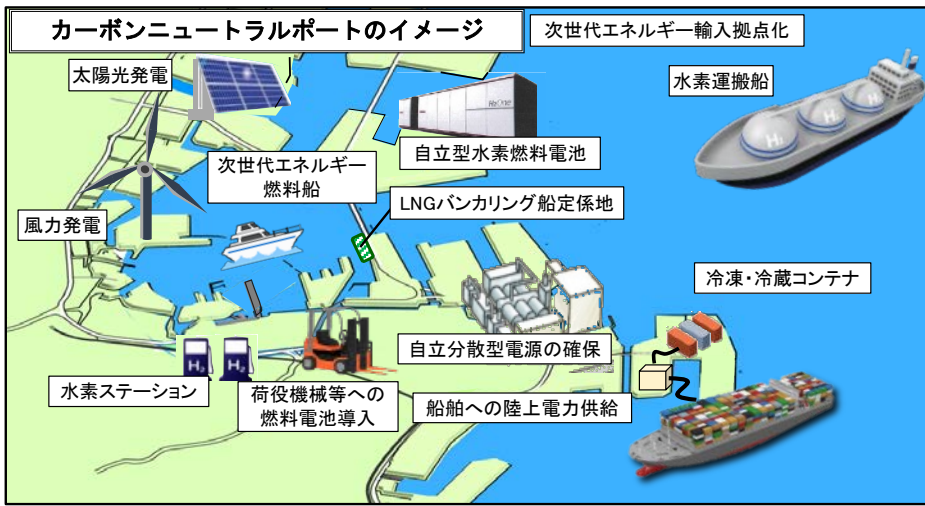 カーボンニュートラルポートのイメージ
次世代エネルギー輸入拠点化
太陽光発電
水素運搬船
H2One
自立型水素燃料電池
次世代エネルギー
燃料船
LNGバンカリング船定係地
風力発電
冷凍・冷蔵コンテナ
自立分散型電源の確保
水素ステーション
荷役機械等への
燃料電池導入
船舶への陸上電力供給
H2
H2
H2
H2
H2